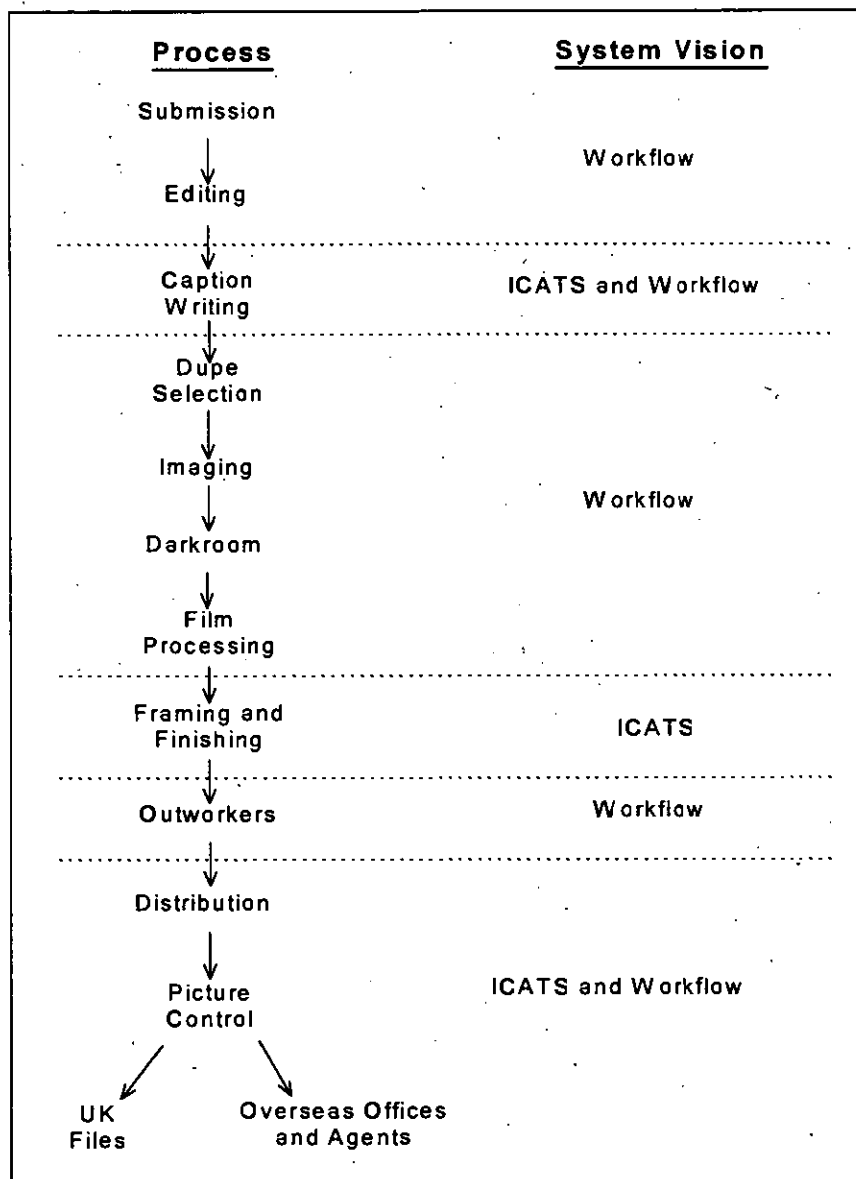 Process
System Vision
Submission
Workflow
Editing
Caption
Writing
ICATS and Workflow
Dupe
Selection
Imaging
Workflow
Darkroom
Film
Processing
Framing and
Finishing
ICATS
Outworkers
Workflow
Distribution
Picture
Control
ICATS and Workflow
UK
Files
Overseas Offices
and Agents